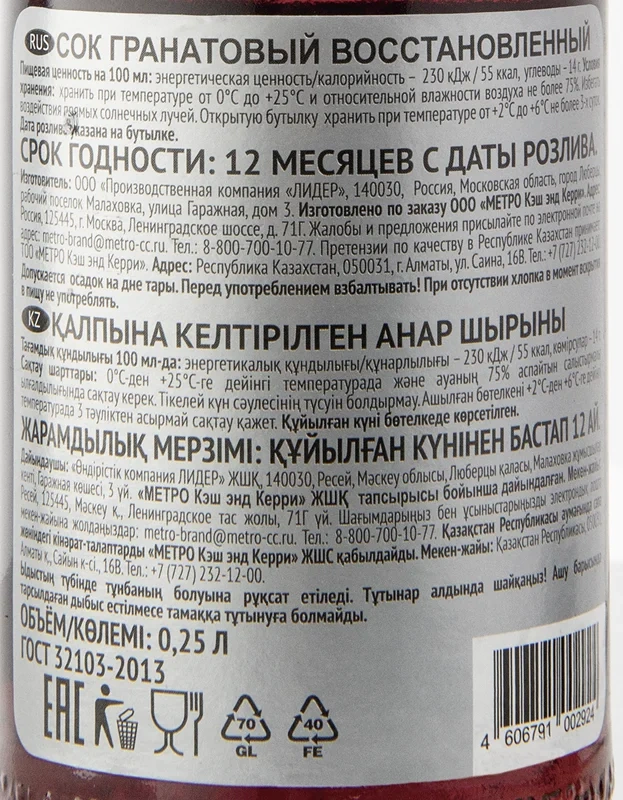 RUS СОК ГРАНАТОВЫЙ ВОССТАНОВЛЕННЫЙ
Пищевая ценность на 100 мл: энергетическая ценность/калорийность – 230 кДж / 55 ккал, углеводы – 14 г. Условия
хранения: хранить при температуре от 0°С до +25°С и относительной влажности воздуха не более 75%. Избегать
воздействия прямых солнечных лучей. Открытую бутылку хранить при температуре от +2°С до +6°С не более 3-х суток.
Дата розлива указана на бутылке.
СРОК ГОДНОСТИ: 12 МЕСЯЦЕВ С ДАТЫ РОЗЛИВА.
Изготовитель: ООО «Производственная компания «ЛИДЕР», 140030, Россия, Московская область, город Люберцы,
рабочий поселок Малаховка, улица Гаражная, дом 3. Изготовлено по заказу ООО «МЕТРО Кэш энд Керри». Адрес:
Россия, 125445, г. Москва, Ленинградское шоссе, д. 71Г. Жалобы и предложения присылайте по электронной почте на
адрес: metro-brand@metro-cc.ru. Тел.: 8-800-700-10-77. Претензии по качеству в Республике Казахстан принимает
ТОО «МЕТРО Кэш энд Керри». Адрес: Республика Казахстан, 050031, г. Алматы, ул. Саина, 16В. Тел.: +7 (727) 232-12-00.
Допускается осадок на дне тары. Перед употреблением взбалтывать! При отсутствии хлопка в момент вскрытия
в пищу не употреблять.
KZ ҚАЛПЫНА КЕЛТІРІЛГЕН АНАР ШЫРЫНЫ
Тағамдық құндылығы 100 мл-да: энергетикалық құндылығы/құнарлылығы – 230 кДж / 55 ккал, көмірсулар – 14 г.
Сақтау шарттары: 0°С-ден +25°С-ге дейінгі температурада және ауаның 75% аспайтын салыстырмалы
ылғалдылығында сақтау керек. Тікелей күн сәулесінің түсуін болдырмау. Ашылған бөтелкені +2°С-ден +6°С-ге дейінгі
температурада 3 тәуліктен асырмай сақтау қажет. Құйылған күні бөтелкеде көрсетілген.
ЖАРАМДЫЛЫҚ МЕРЗІМІ: ҚҰЙЫЛҒАН КҮНІНЕН БАСТАП 12 АЙ.
Дайындаушы: «Өндірістік компания ЛИДЕР» ЖШҚ, 140030, Ресей, Мәскеу облысы, Люберцы қаласы, Малаховка жұмысшы
кенті, Гаражная көшесі, 3 үй. «МЕТРО Кэш энд Керри» ЖШҚ тапсырысы бойынша дайындалған. Мекен-жайы:
Ресей, 125445, Мәскеу қ., Ленинградское тас жолы, 71Г үй. Шағымдарыңыз бен ұсыныстарыңызды электрондық пошта
мекен-жайына жолдаңыздар: metro-brand@metro-cc.ru. Тел.: 8-800-700-10-77. Қазақстан Республикасы аумағында сапа
жөніндегі кінәрат-талаптарды «МЕТРО Кэш энд Керри» ЖШС қабылдайды. Мекен-жайы: Қазақстан Республикасы,
Алматы қ., Сайын к-сі., 16В. Тел.: +7 (727) 232-12-00.
Ыдыстың түбінде тұнбаның болуына рұқсат етіледі. Тұтынар алдында шайқаңыз! Ашу барысында
тарсылдаған дыбыс естілмесе тамаққа тұтынуға болмайды.
ОБЪЁМ/КӨЛЕМІ: 0,25 Л
ГОСТ 32103-2013
EAC
70 GL
40 FE
4 606791 002924